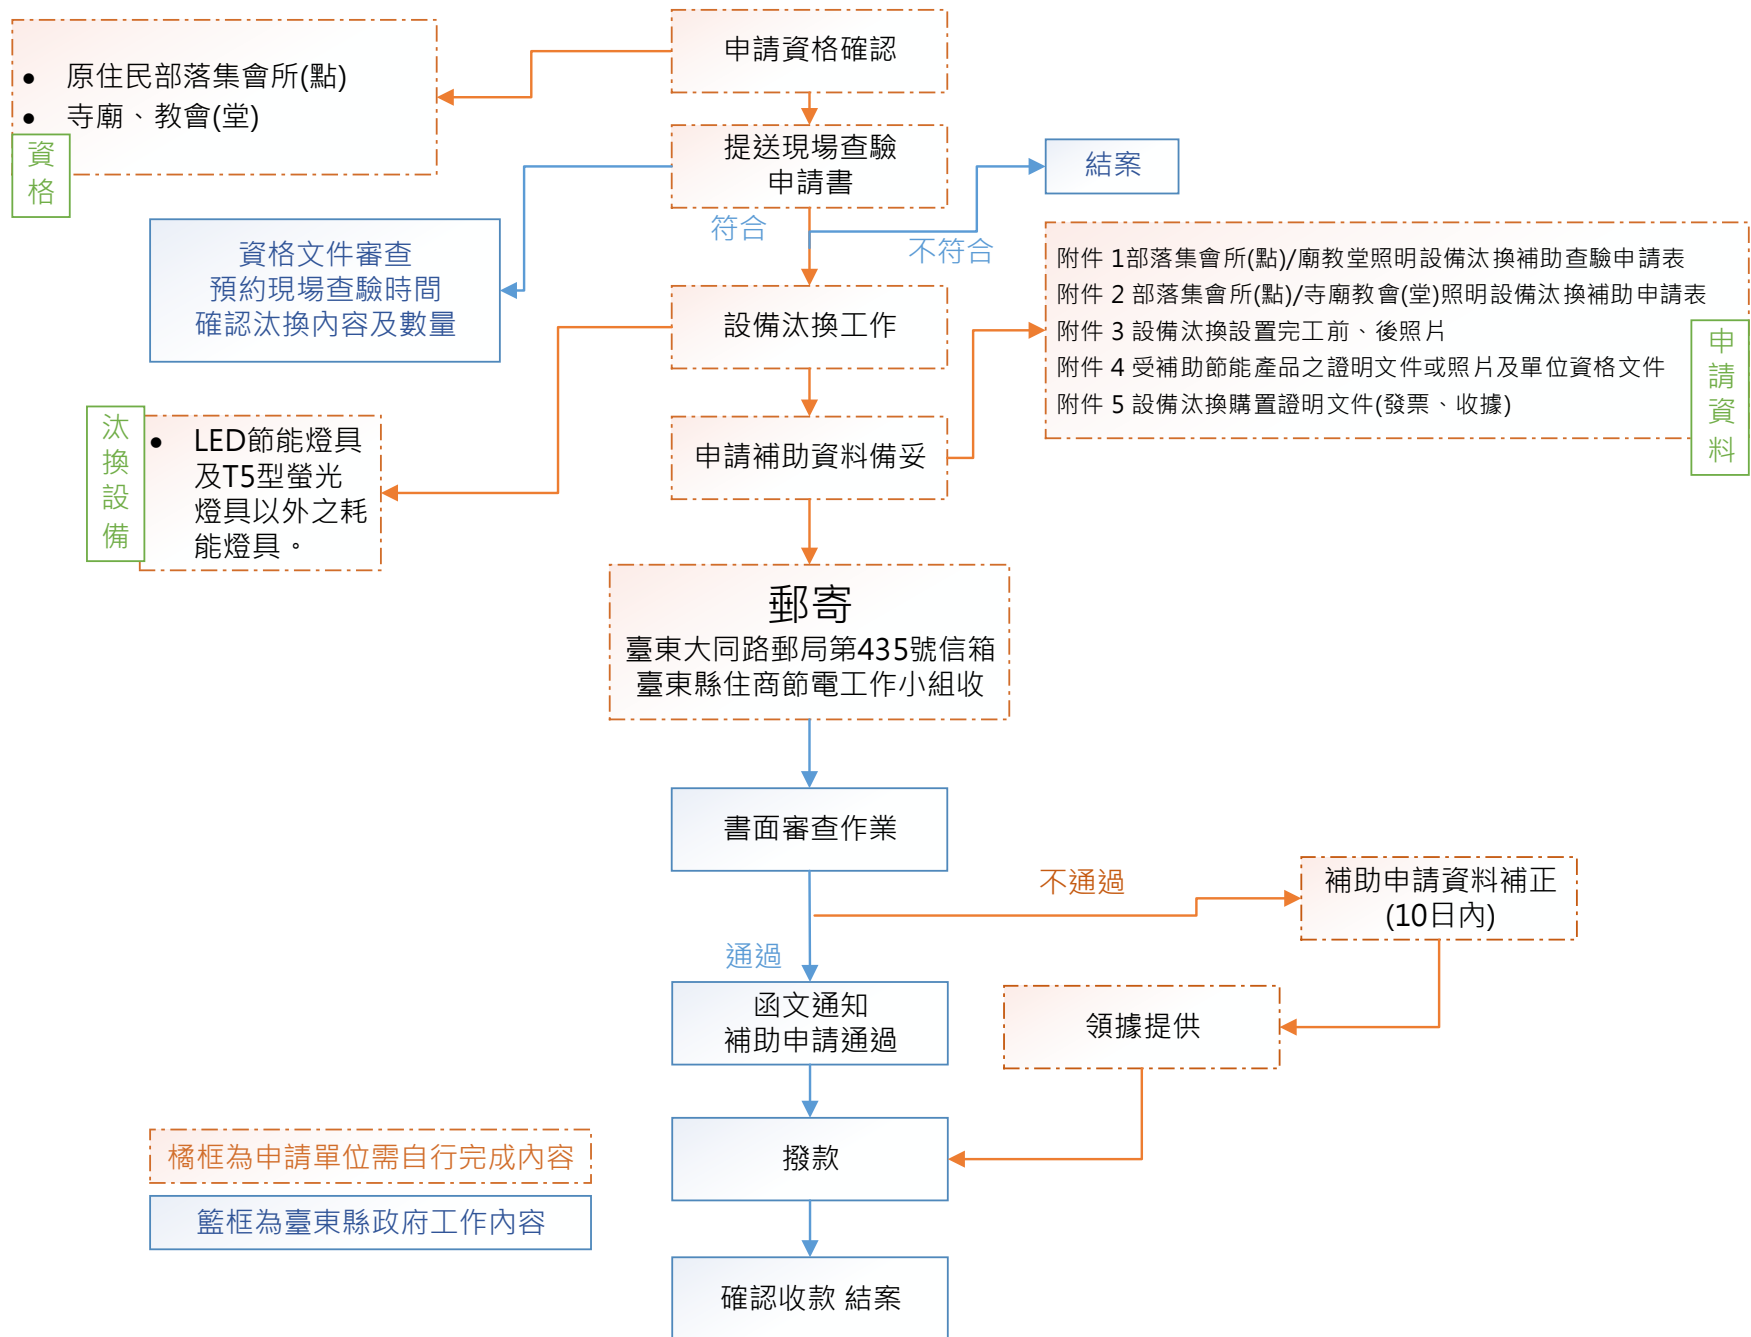 申請資格確認
• 原住民部落集會所(點)
• 寺廟、教會(堂)
資
格
提送現場查驗
申請書
結案
符合
不符合
資格文件審查
預約現場查驗時間
確認汰換內容及數量
附件 1部落集會所(點)/廟教堂照明設備汰換補助查驗申請表
附件 2 部落集會所(點)/寺廟教會(堂)照明設備汰換補助申請表
附件 3 設備汰換設置完工前、後照片
附件 4 受補助節能產品之證明文件或照片及單位資格文件
附件 5 設備汰換購置證明文件(發票、收據)
申
請
資
料
設備汰換工作
汰
換
設
備
• LED節能燈具
及T5型螢光
燈具以外之耗
能燈具。
申請補助資料備妥
郵寄
臺東大同路郵局第435號信箱
臺東縣住商節電工作小組收
書面審查作業
不通過
補助申請資料補正
(10日內)
通過
函文通知
補助申請通過
領據提供
撥款
橘框為申請單位需自行完成內容
籃框為臺東縣政府工作內容
確認收款 結案